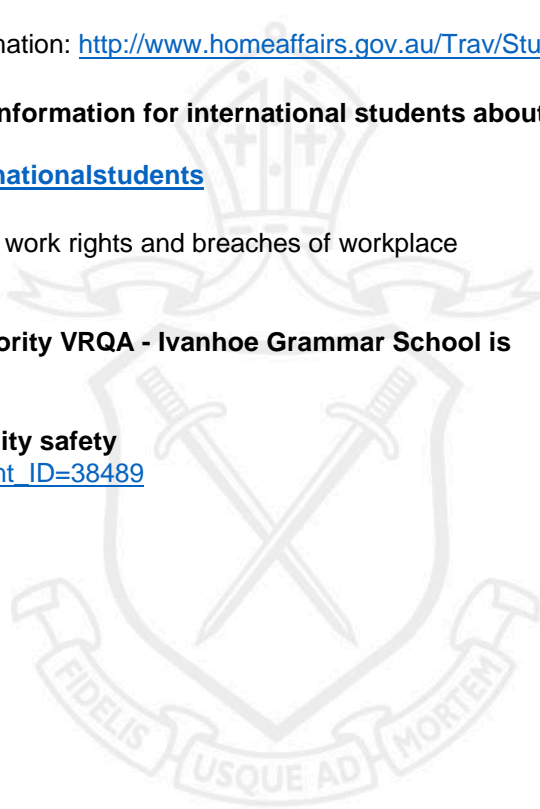 nation: http://www.homeaffairs.gov.au/Trav/Stu
nformation for international students about
nationalstudents
work rights and breaches of workplace
ority VRQA - Ivanhoe Grammar School is
ity safety
nt_ID=38489
FIDELIS USQUE AD MORTEM